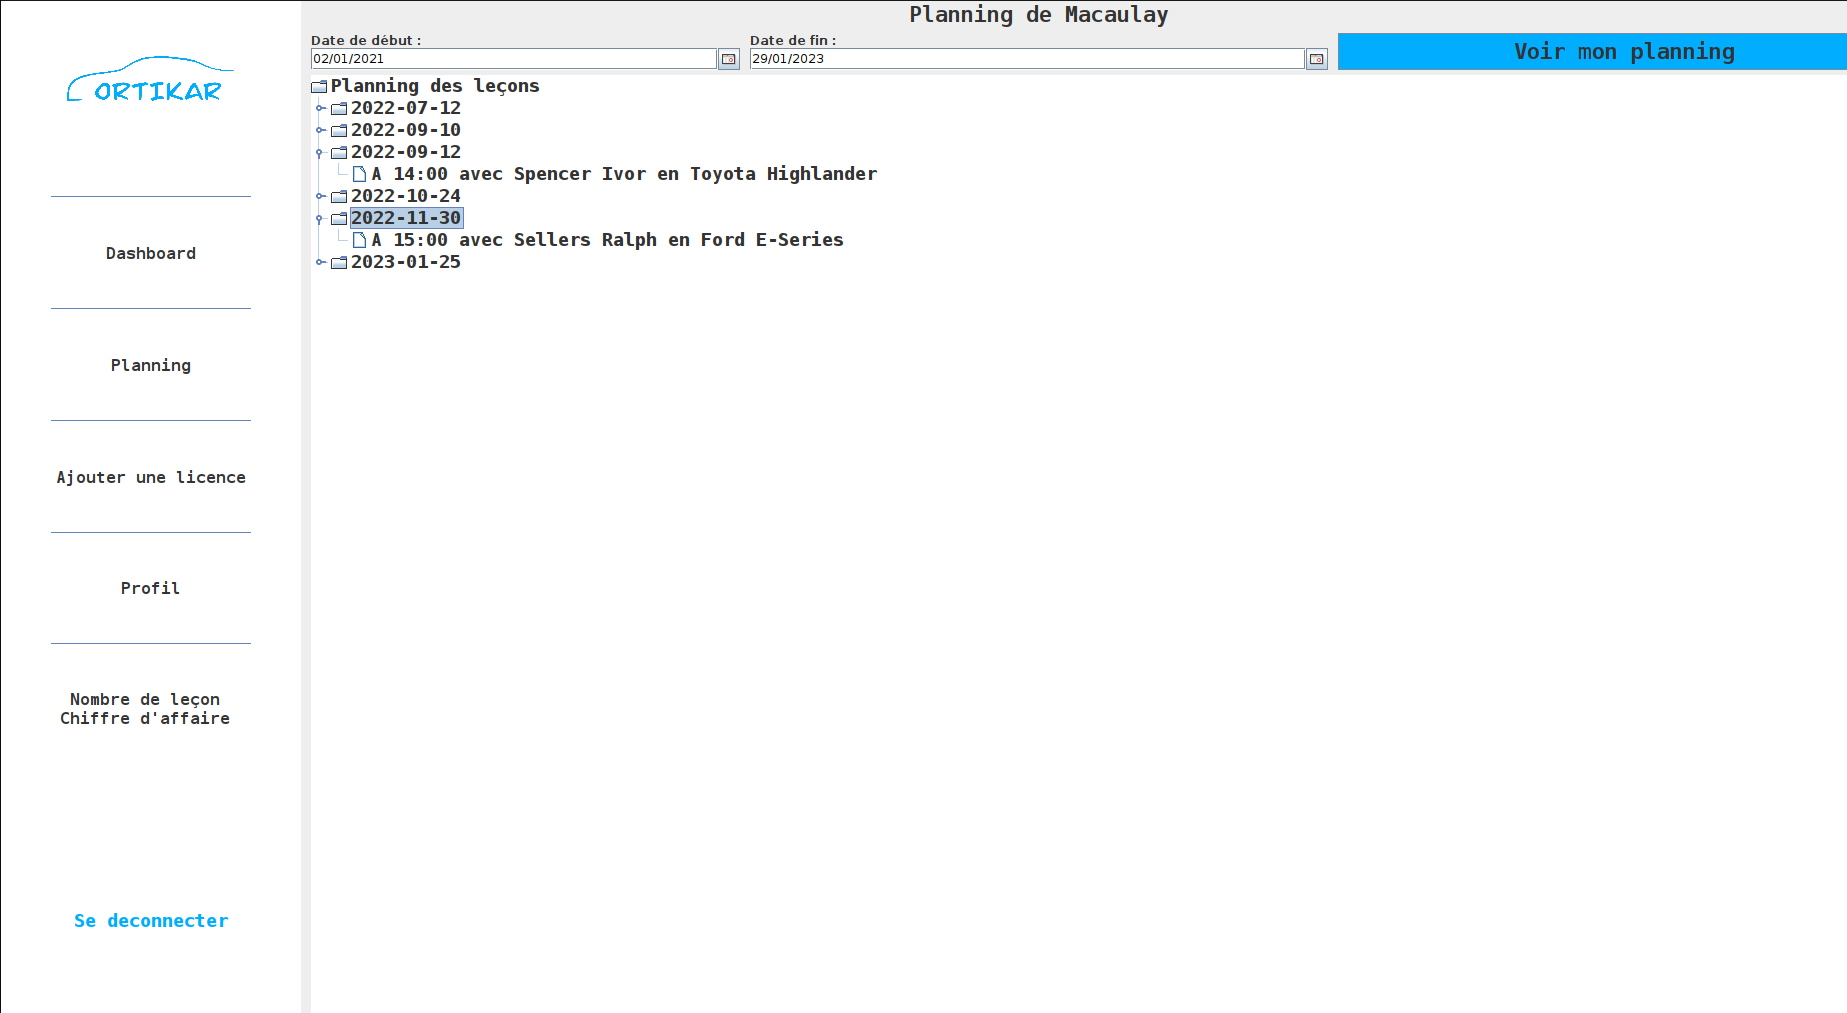 ORTIKAR
Dashboard
Planning
Ajouter une licence
Profil
Nombre de leçon
Chiffre d'affaire
Se deconnecter
Planning de Macaulay
Date de début :
02/01/2021
Date de fin :
29/01/2023
Voir mon planning
Planning des leçons
2022-07-12
2022-09-10
2022-09-12
A 14:00 avec Spencer Ivor en Toyota Highlander
2022-10-24
2022-11-30
A 15:00 avec Sellers Ralph en Ford E-Series
2023-01-25